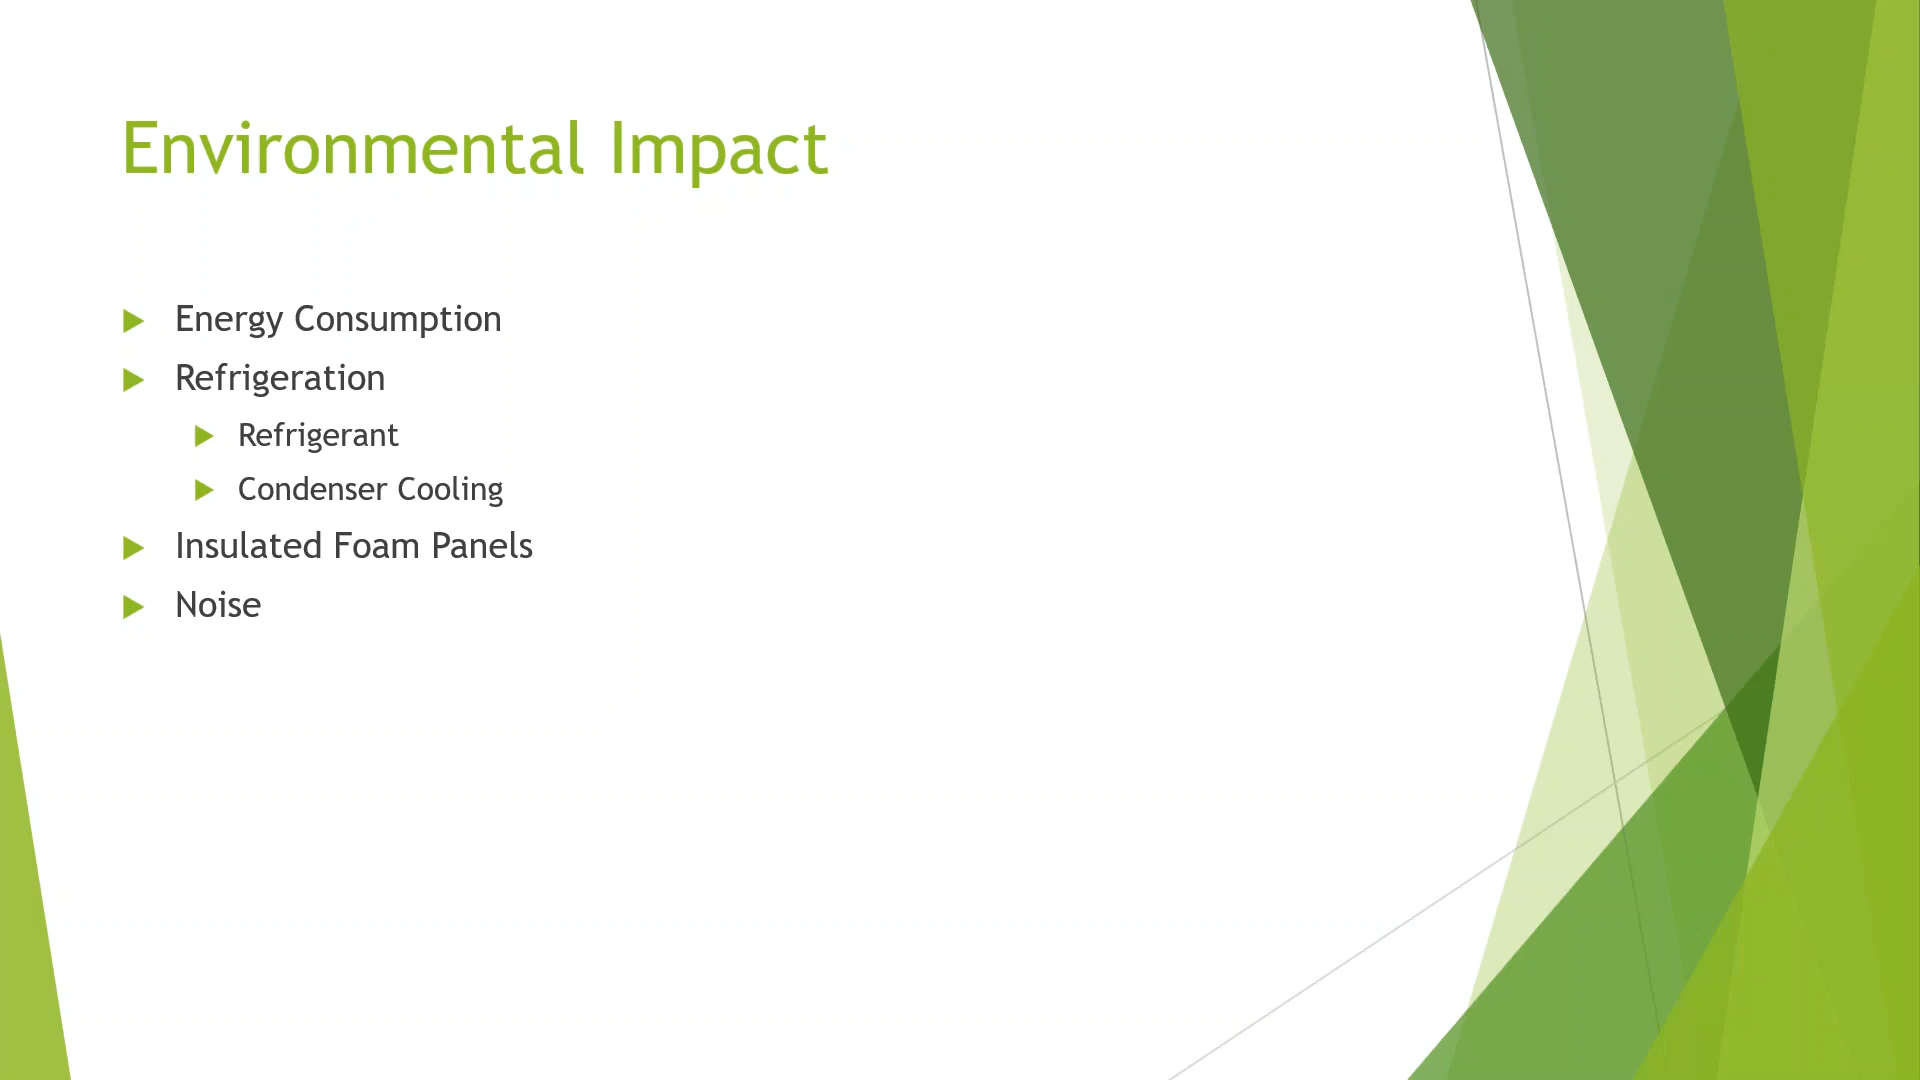 Environmental Impact
Energy Consumption
Refrigeration
Refrigerant
Condenser Cooling
Insulated Foam Panels
Noise